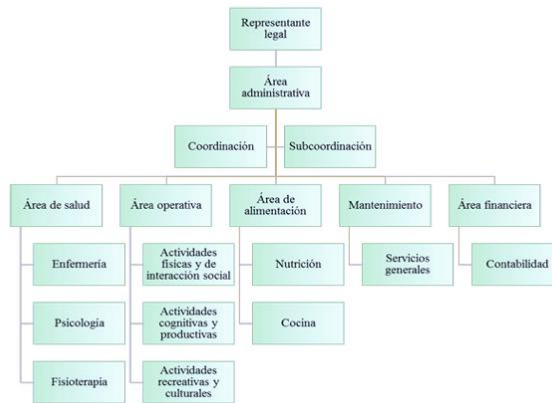 Representante
legal
Área
administrativa
Coordinación
Subcoordinación
Área de salud
Área operativa
Área de
alimentación
Mantenimiento
Área financiera
Enfermería
Actividades
físicas y de
interacción social
Nutrición
Servicios
generales
Contabilidad
Psicología
Actividades
cognitivas y
productivas
Cocina
Fisioterapia
Actividades
recreativas y
culturales